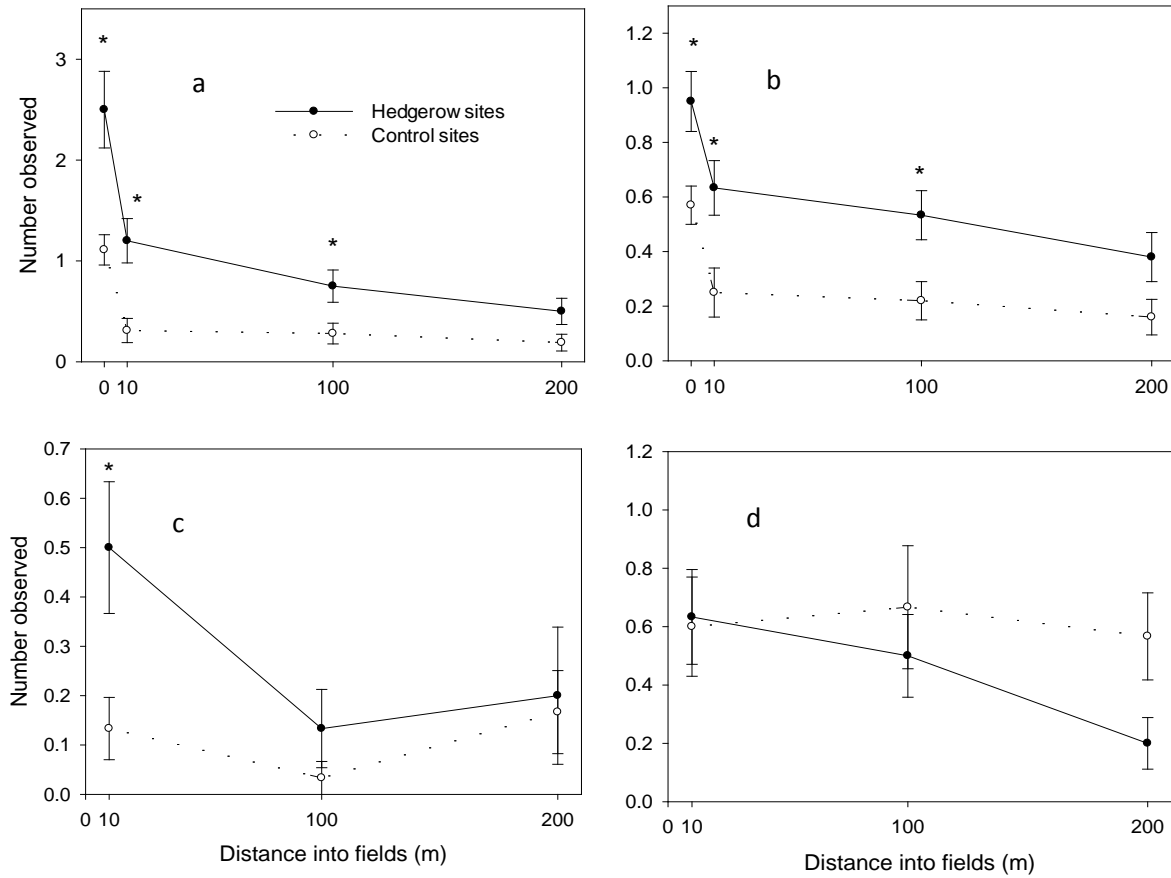 *
3
2
1
0
Number observed
a
*
*
Hedgerow sites
Control sites
0 10 100 200
1.2
1.0
0.8
0.6
0.4
0.2
0.0
*
b
*
*
0 10 100 200
0.7
0.6
0.5
0.4
0.3
0.2
0.1
0.0
Number observed
*
c
0 10 100 200
Distance into fields (m)
1.2
1.0
0.8
0.6
0.4
0.2
0.0
d
0 10 100 200
Distance into fields (m)